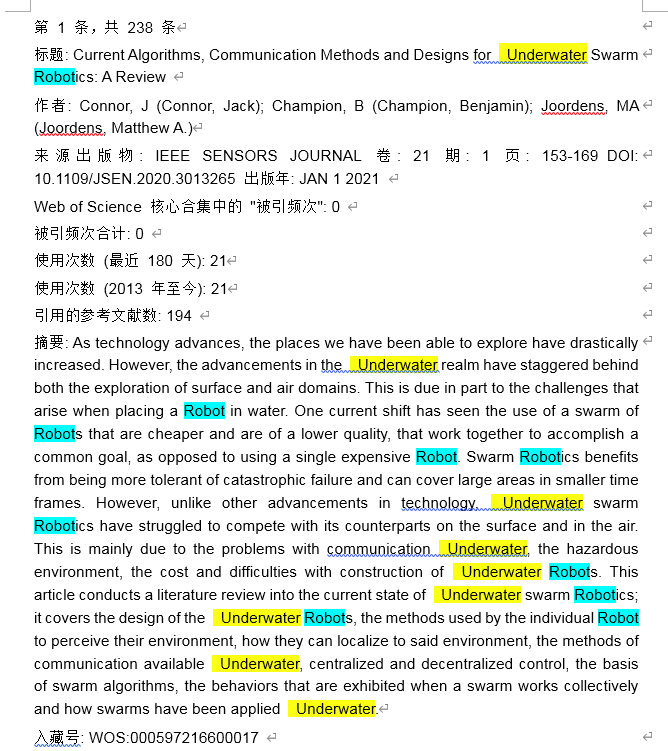 第 1 条，共 238 条
标题: Current Algorithms, Communication Methods and Designs for Underwater Swarm
Robotics: A Review
作者: Connor, J (Connor, Jack); Champion, B (Champion, Benjamin); Joordens, MA
(Joordens, Matthew A.)
来源出版物: IEEE SENSORS JOURNAL 卷: 21 期: 1 页: 153-169 DOI:
10.1109/JSEN.2020.3013265 出版年: JAN 1 2021
Web of Science 核心合集中的 "被引频次": 0
被引频次合计: 0
使用次数 (最近 180 天): 21
使用次数 (2013 年至今): 21
引用的参考文献数: 194
摘要: As technology advances, the places we have been able to explore have drastically
increased. However, the advancements in the Underwater realm have staggered behind
both the exploration of surface and air domains. This is due in part to the challenges that
arise when placing a Robot in water. One current shift has seen the use of a swarm of
Robots that are cheaper and are of a lower quality, that work together to accomplish a
common goal, as opposed to using a single expensive Robot. Swarm Robotics benefits
from being more tolerant of catastrophic failure and can cover large areas in smaller time
frames. However, unlike other advancements in technology, Underwater swarm
Robotics have struggled to compete with its counterparts on the surface and in the air.
This is mainly due to the problems with communication Underwater, the hazardous
environment, the cost and difficulties with construction of Underwater Robots. This
article conducts a literature review into the current state of Underwater swarm Robotics;
it covers the design of the Underwater Robots, the methods used by the individual Robot
to perceive their environment, how they can localize to said environment, the methods of
communication available Underwater, centralized and decentralized control, the basis
of swarm algorithms, the behaviors that are exhibited when a swarm works collectively
and how swarms have been applied Underwater.
入藏号: WOS:000597216600017